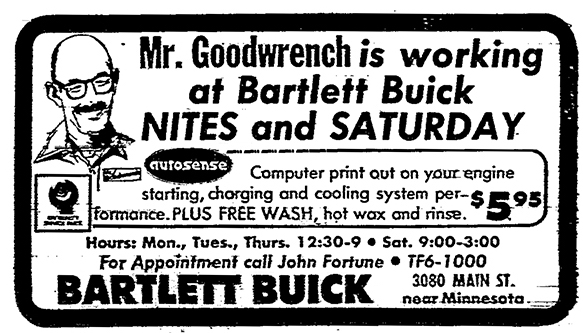 Mr. Goodwrench is working
at Bartlett Buick
NITES and SATURDAY
autosense
Computer print out on your engine
starting, charging and cooling system per-
formance. PLUS FREE WASH, hot wax and rinse.
$5.95
Hours: Mon., Tues., Thurs. 12:30-9 • Sat. 9:00-3:00
For Appointment call John Fortune • TF6-1000
BARTLETT BUICK
3080 MAIN ST.
near Minnesota